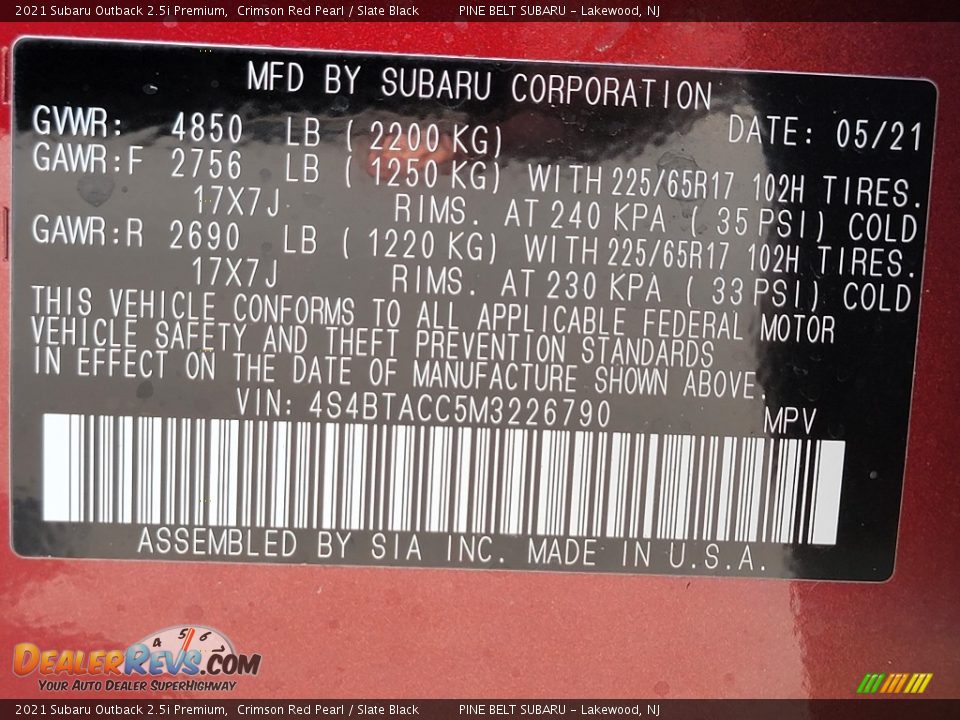 2021 Subaru Outback 2.5i Premium, Crimson Red Pearl / Slate Black PINE BELT SUBARU - Lakewood, NJ
MFD BY SUBARU CORPORATION
GVWR: 4850 LB ( 2200 KG) DATE: 05/21
GAWR:F 2756 LB ( 1250 KG) WITH 225/65R17 102H TIRES.
17X7J RIMS. AT 240 KPA ( 35 PSI) COLD
GAWR:R 2690 LB ( 1220 KG) WITH 225/65R17 102H TIRES.
17X7J RIMS. AT 230 KPA ( 33 PSI) COLD
THIS VEHICLE CONFORMS TO ALL APPLICABLE FEDERAL MOTOR
VEHICLE SAFETY AND THEFT PREVENTION STANDARDS
IN EFFECT ON THE DATE OF MANUFACTURE SHOWN ABOVE.
VIN: 4S4BTACC5M3226790 MPV
ASSEMBLED BY SIA INC. MADE IN U.S.A.
4 5 6 7
DEALERREVS.COM
YOUR AUTO DEALER SUPERHIGHWAY
2021 Subaru Outback 2.5i Premium, Crimson Red Pearl / Slate Black PINE BELT SUBARU - Lakewood, NJ